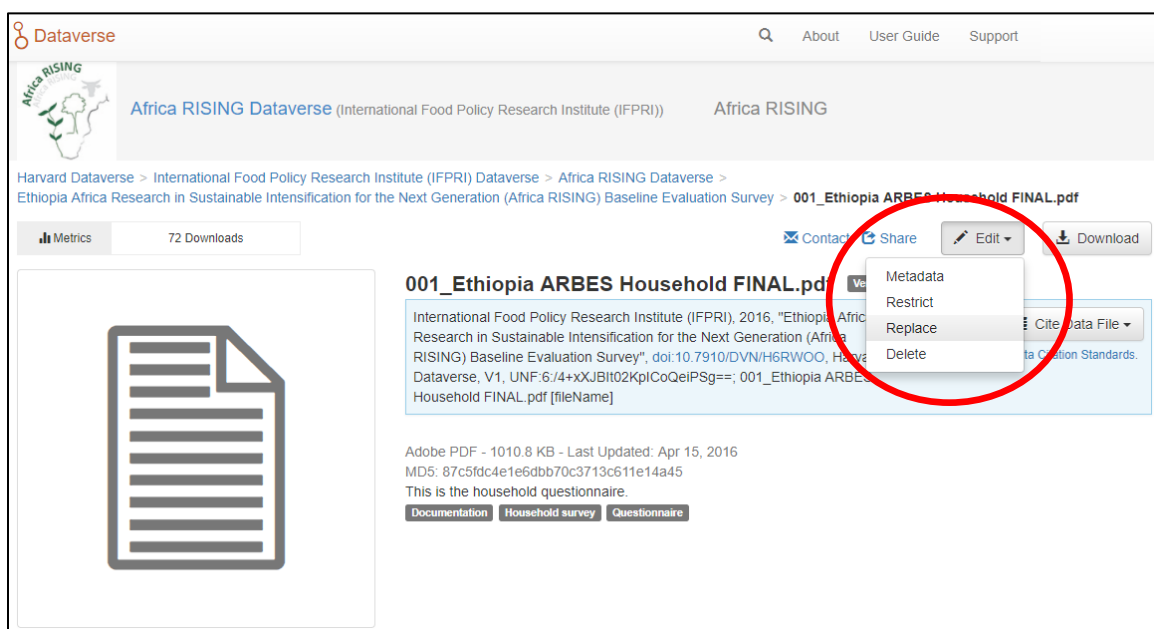 Dataverse About User Guide Support
Africa RISING
Africa RISING Dataverse (International Food Policy Research Institute (IFPRI)) Africa RISING
Harvard Dataverse > International Food Policy Research Institute (IFPRI) Dataverse > Africa RISING Dataverse >
Ethiopia Africa Research in Sustainable Intensification for the Next Generation (Africa RISING) Baseline Evaluation Survey > 001_Ethiopia ARBES Household FINAL.pdf
Metrics 72 Downloads Contact Share Edit Download
Metadata
Restrict
Replace
Delete
001_Ethiopia ARBES Household FINAL.pdf
International Food Policy Research Institute (IFPRI), 2016, "Ethiopia Afric
Research in Sustainable Intensification for the Next Generation (Africa
RISING) Baseline Evaluation Survey", doi:10.7910/DVN/H6RWOO, Harva
Dataverse, V1, UNF:6:/4+xXJBIt02KpICoQeiPSg==; 001_Ethiopia ARBES
Household FINAL.pdf [fileName]
Cite Data File
Citation Standards.
Adobe PDF - 1010.8 KB - Last Updated: Apr 15, 2016
MD5: 87c5fdc4e1e6dbb70c3713c611e14a45
This is the household questionnaire.
Documentation Household survey Questionnaire